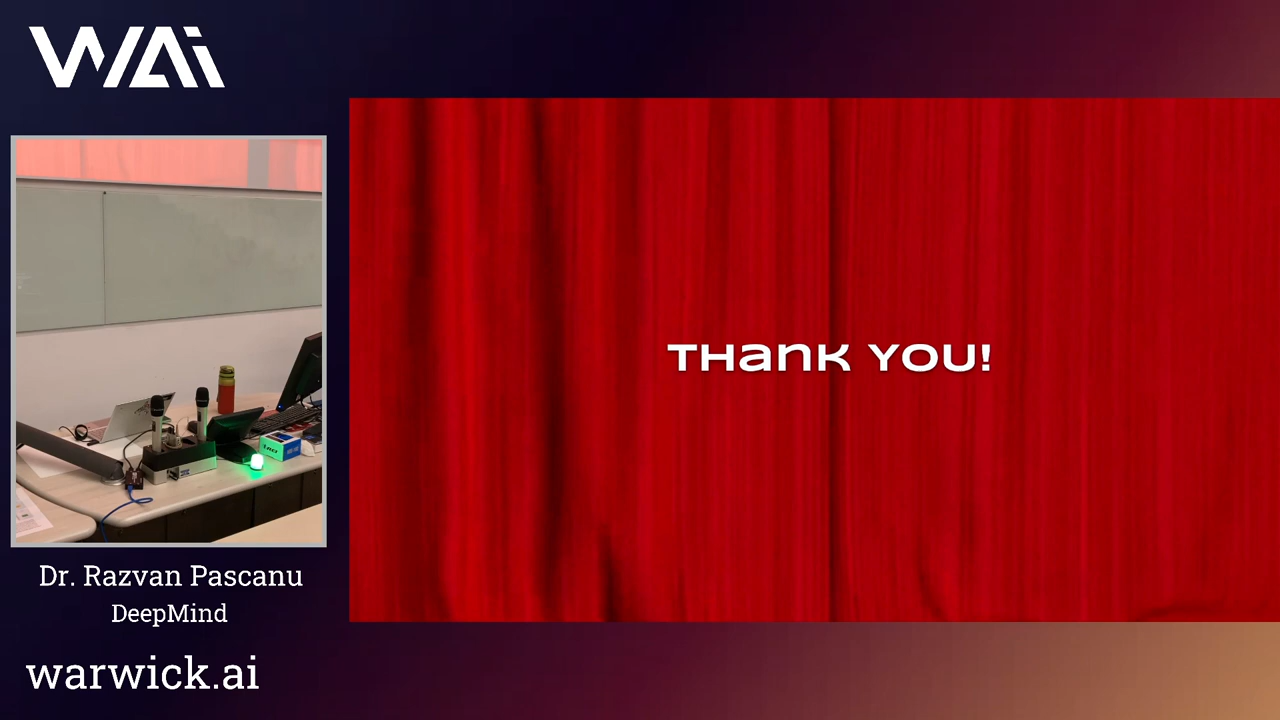 WAi
THANK YOU!
Dr. Razvan Pascanu
DeepMind
warwick.ai